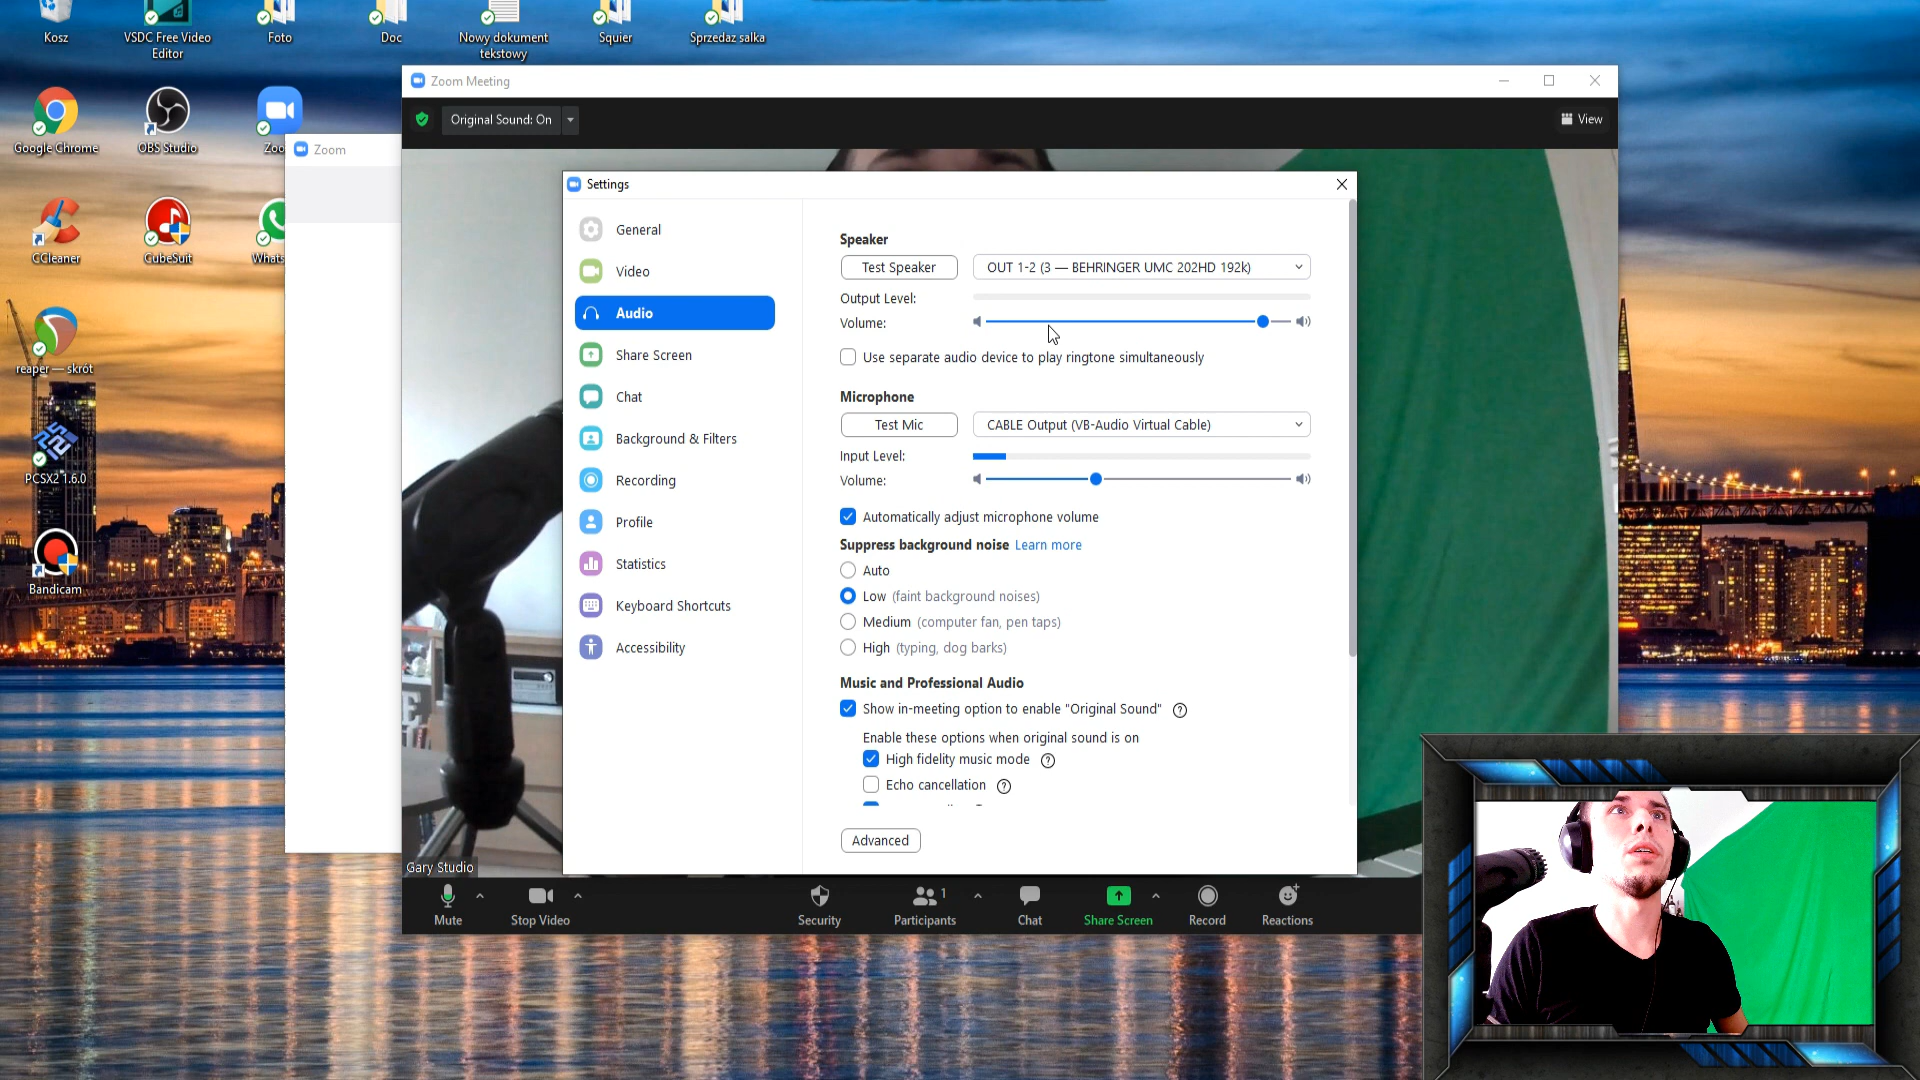 Kosz
VSDC Free Video
Editor
Foto
Doc
Nowy dokument
tekstowy
Squier
Sprzedaz salka
Google Chrome
OBS Studio
Zoo
CCleaner
CubeSuit
Whats
reaper — skrót
PCSX2 1.6.0
Bandicam
Zoom
Zoom Meeting
Original Sound: On
View
Settings
General
Video
Audio
Share Screen
Chat
Background & Filters
Recording
Profile
Statistics
Keyboard Shortcuts
Accessibility
Speaker
Test Speaker
OUT 1-2 (3 — BEHRINGER UMC 202HD 192k)
Output Level:
Volume:
Use separate audio device to play ringtone simultaneously
Microphone
Test Mic
CABLE Output (VB-Audio Virtual Cable)
Input Level:
Volume:
Automatically adjust microphone volume
Suppress background noise Learn more
Auto
Low (faint background noises)
Medium (computer fan, pen taps)
High (typing, dog barks)
Music and Professional Audio
Show in-meeting option to enable "Original Sound" ?
Enable these options when original sound is on
High fidelity music mode ?
Echo cancellation ?
Advanced
Gary Studio
Mute
Stop Video
Security
1
Participants
Chat
Share Screen
Record
Reactions